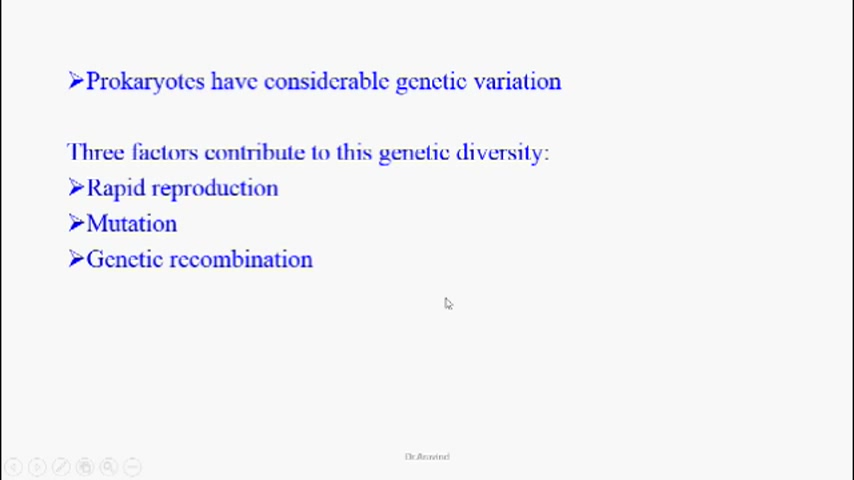 ➢Prokaryotes have considerable genetic variation
Three factors contribute to this genetic diversity:
➢Rapid reproduction
➢Mutation
➢Genetic recombination
Dr.Aravind